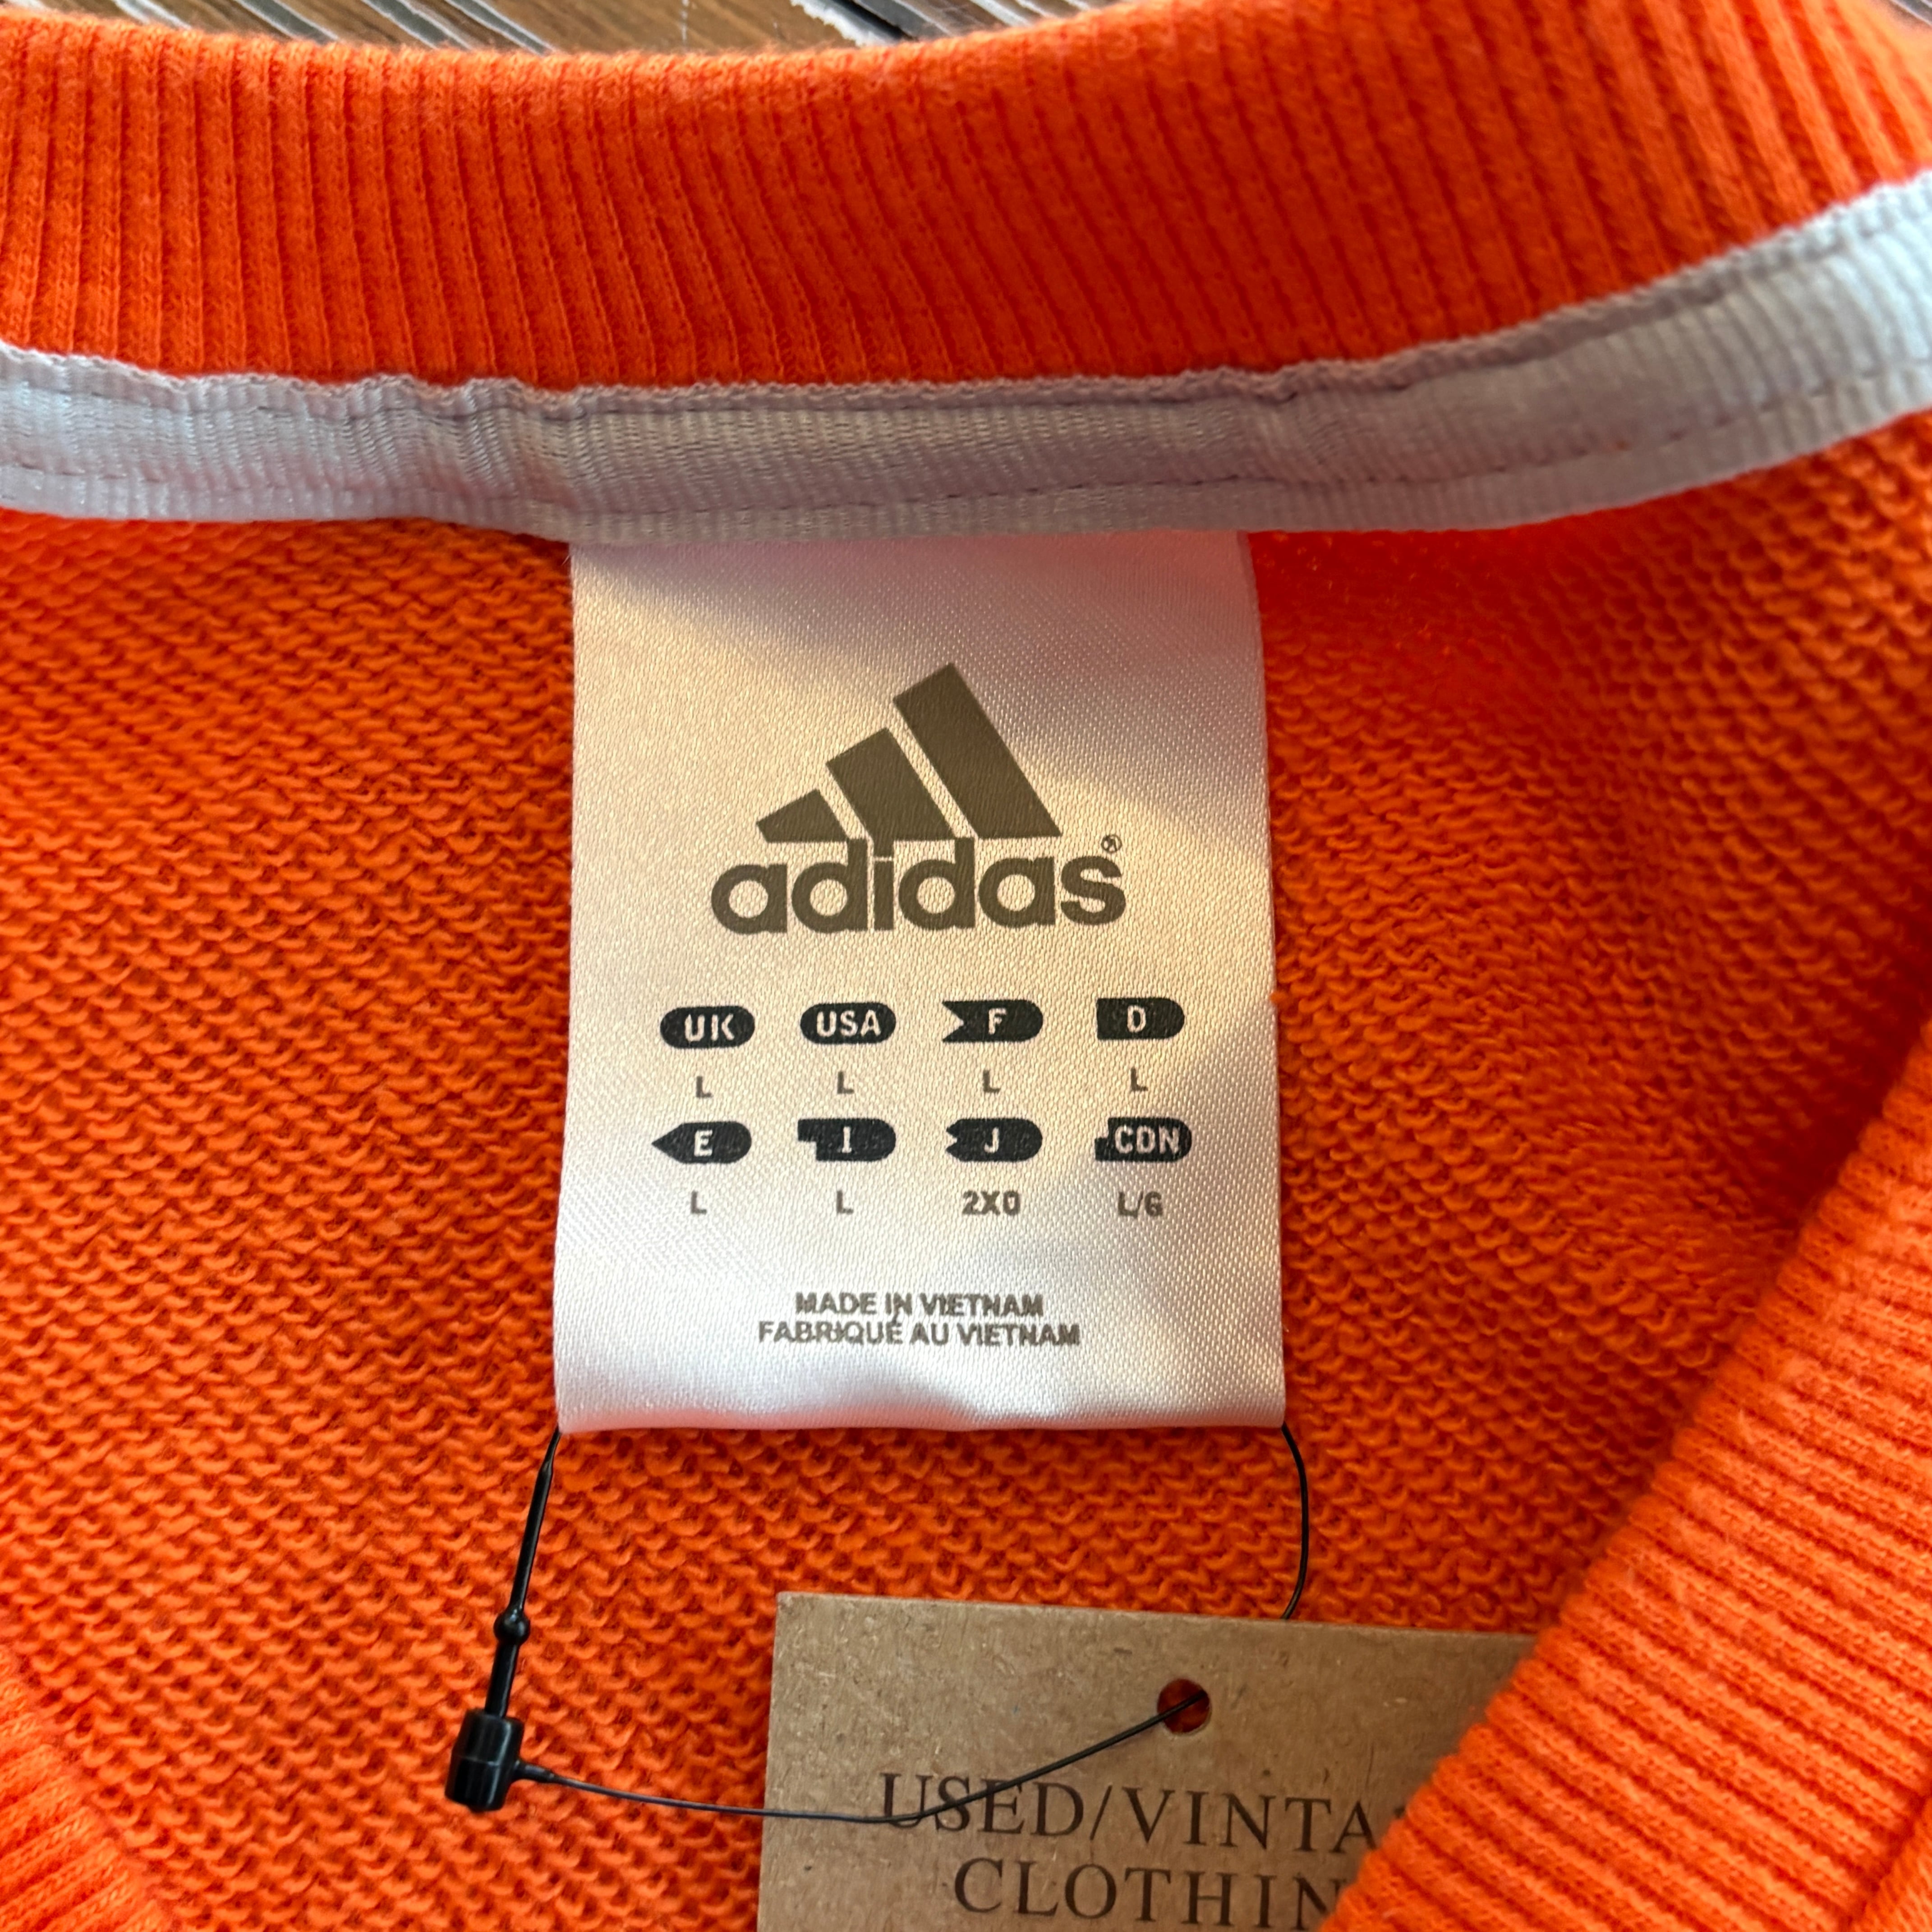 adidas®
UK USA F D
L L L L
E I J CDN
L L 2XO L/G
MADE IN VIETNAM
FABRIQUÉ AU VIETNAM
USED/VINTA
CLOTHIN